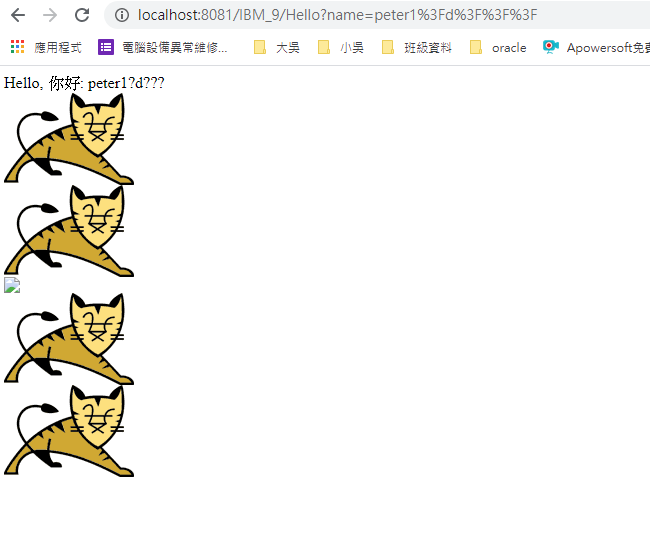 localhost:8081/IBM_9/Hello?name=peter1%3Fd%3F%3F%3F
應用程式 電腦設備異常維修... 大吳 小吳 班級資料 oracle Apowersoft免費
Hello, 你好: peter1?d???